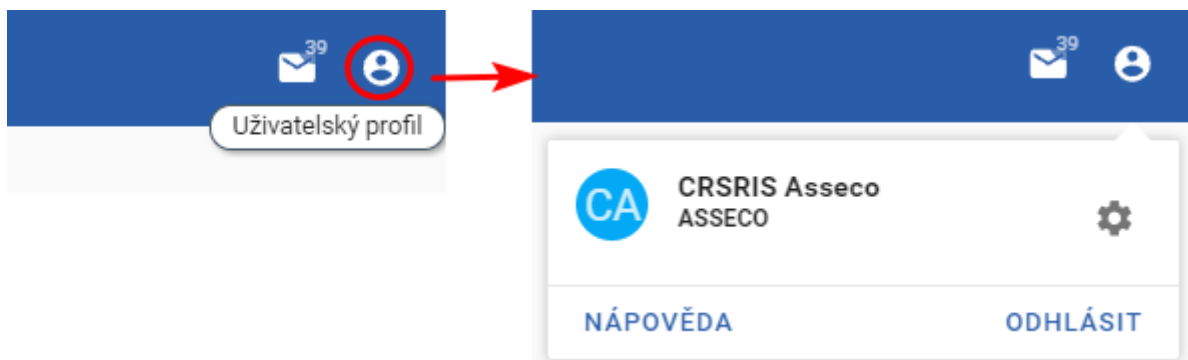 39
Uživatelský profil
39
CA
CRSRIS Asseco
ASSECO
NÁPOVĚDA
ODHLÁSIT